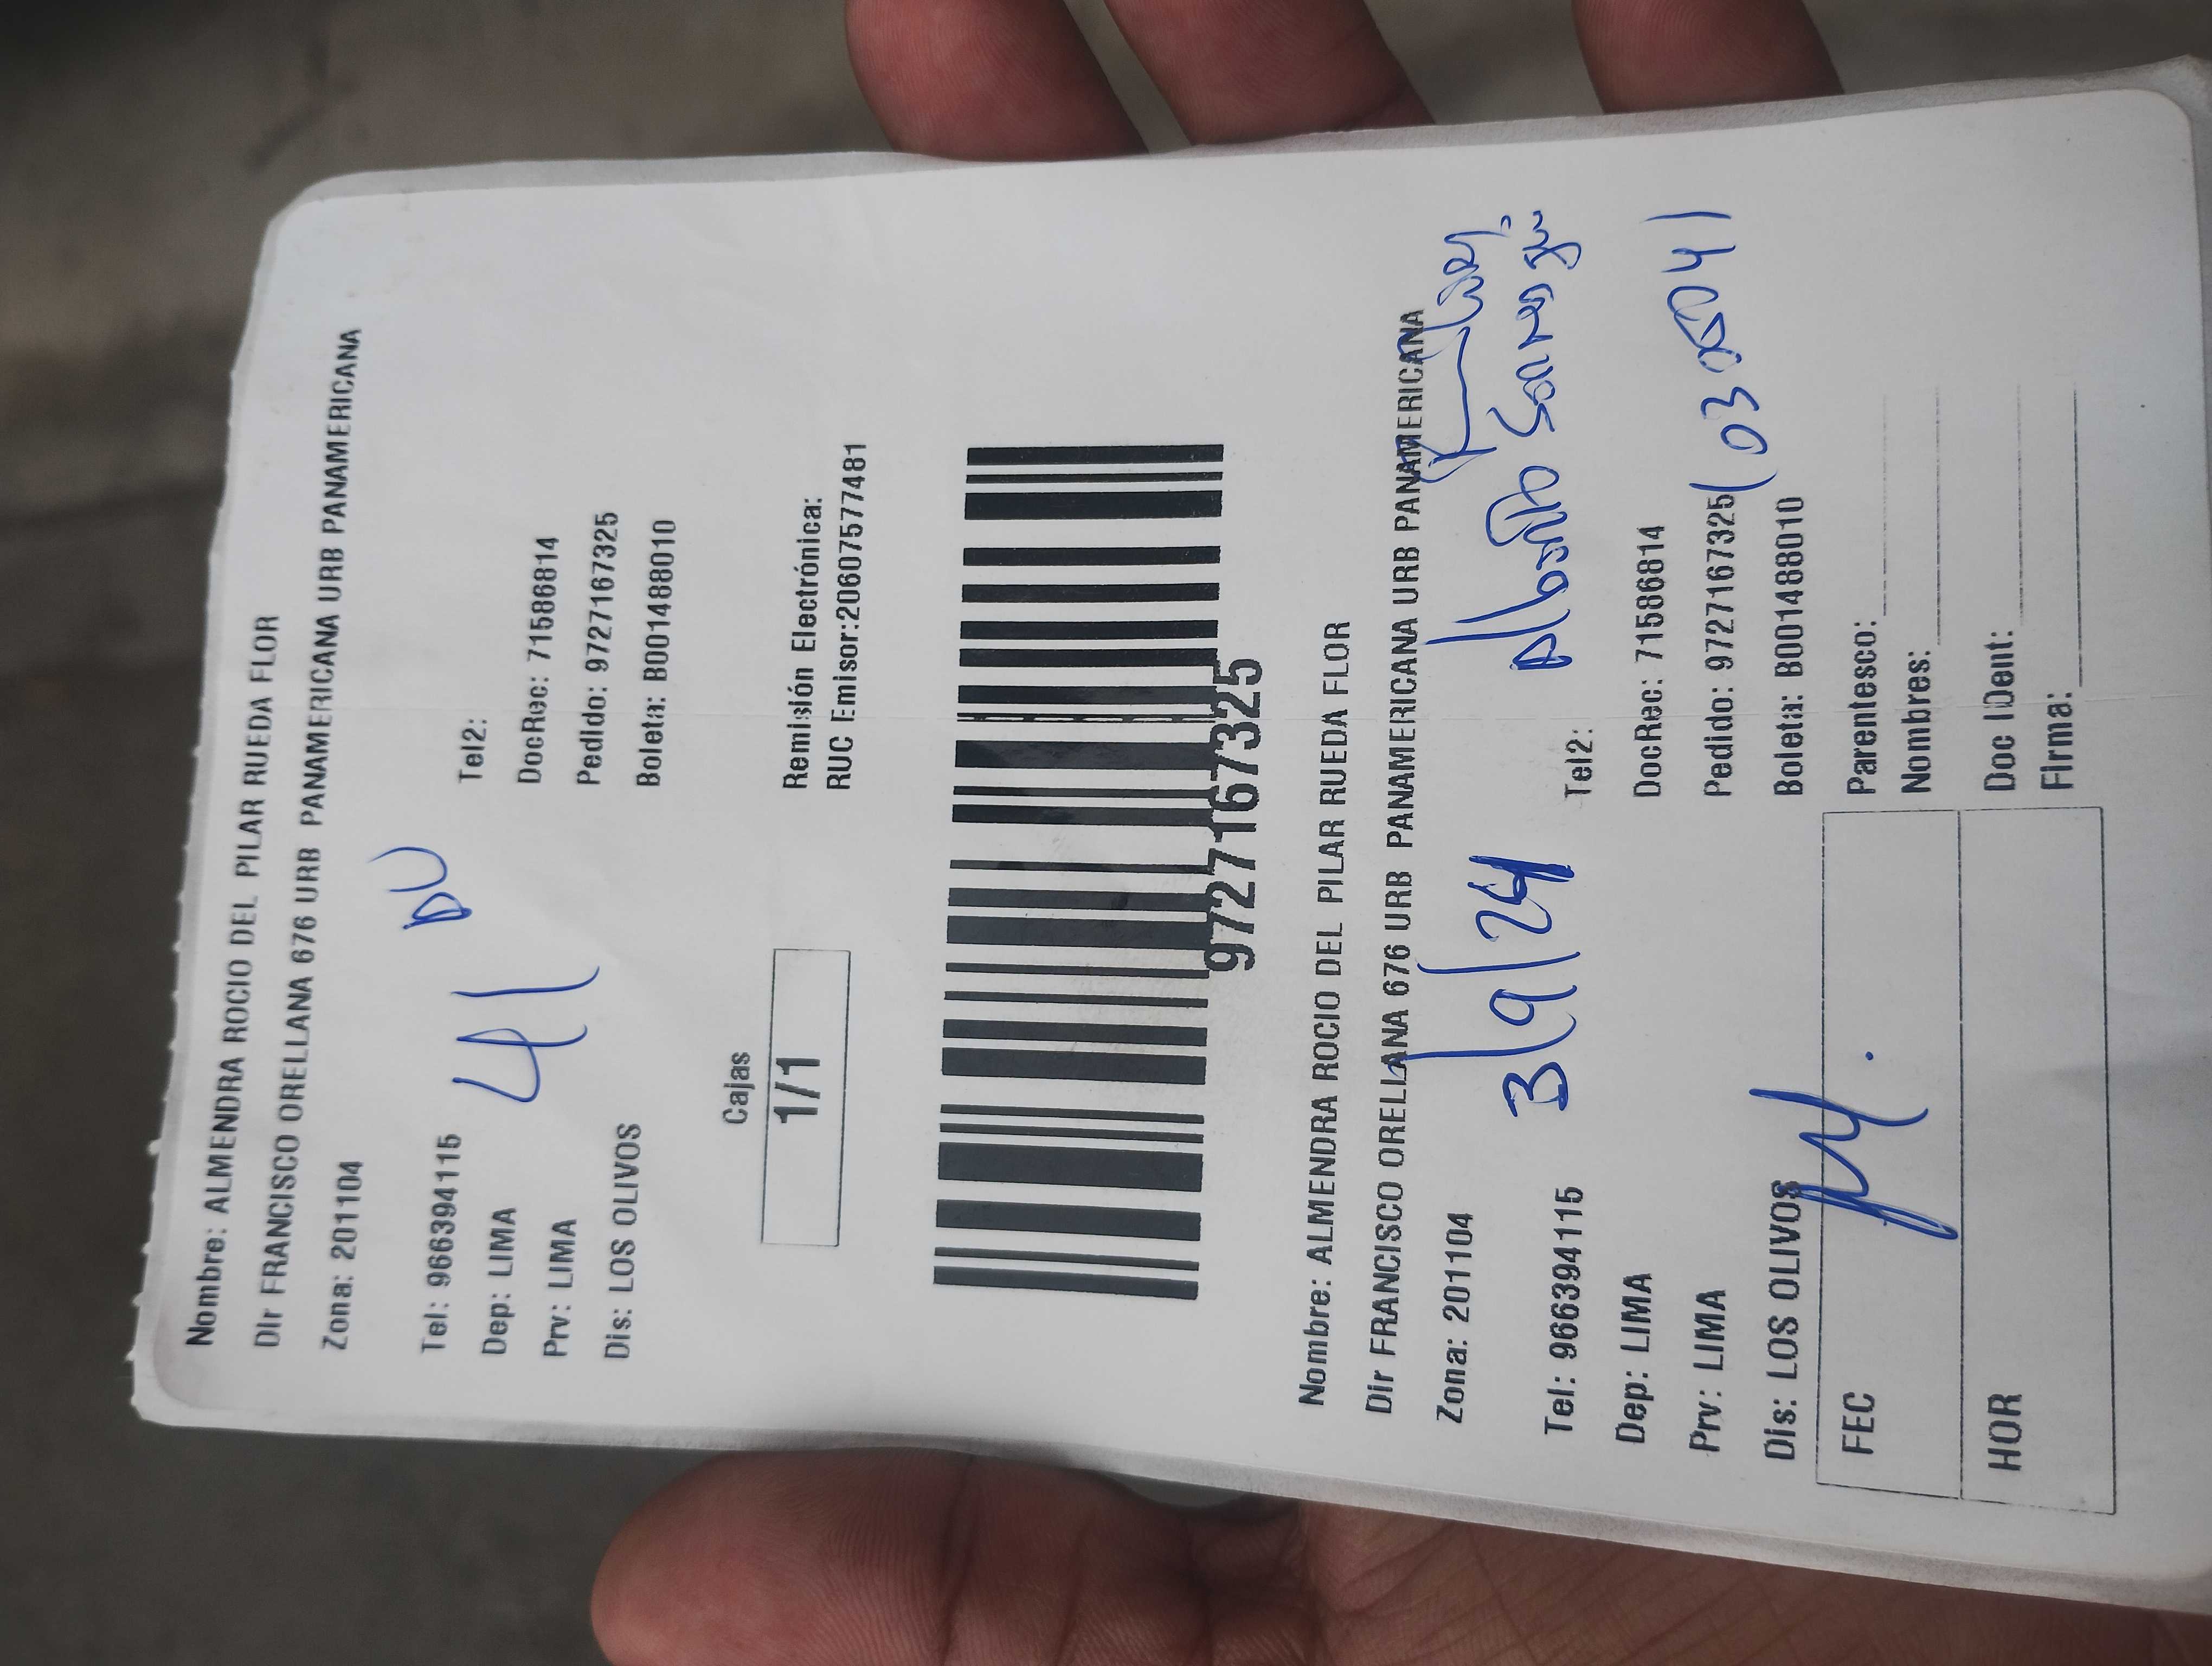 Nombre: ALMENDRA ROCIO DEL PILAR RUEDA FLOR
Dir FRANCISCO ORELLANA 676 URB PANAMERICANA URB PANAMERICANA
Zona: 201104
DU
Tel: 966394115
Tel2:
41
Dep: LIMA
DocRec: 71586814
Prv: LIMA
Pedido: 9727167325
Dis: LOS OLIVOS
Boleta: B001488010
Cajas
1/1
Remisión Electrónica:
RUC Emisor:20607577481
9727167325
Nombre: ALMENDRA ROCIO DEL PILAR RUEDA FLOR
Dir FRANCISCO ORELLANA 676 URB PANAMERICANA URB PANAMERICANA
Zona: 201104
3/9/24
Alberto
Tel: 966394115
Tel2:
Dep: LIMA
DocRec: 71586814
Prv: LIMA
Pedido: 9727167325
Dis: LOS OLIVOS
Boleta: B001488010
FEC
Parentesco:
Nombres:
HOR
Doc IDent:
Firma: